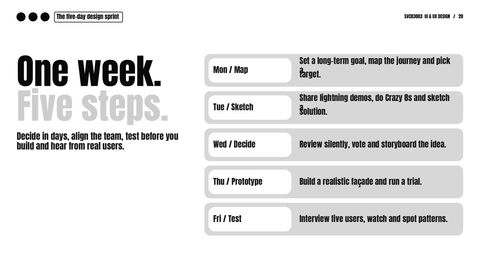 The five-day design sprint
SVCD3003 UI & UX DESIGN / 20
One week.
Five steps.
Decide in days, align the team, test before you
build and hear from real users.
Mon / Map
Set a long-term goal, map the journey and pick
a
target.
Tue / Sketch
Share lightning demos, do Crazy 8s and sketch
a
solution.
Wed / Decide
Review silently, vote and storyboard the idea.
Thu / Prototype
Build a realistic façade and run a trial.
Fri / Test
Interview five users, watch and spot patterns.